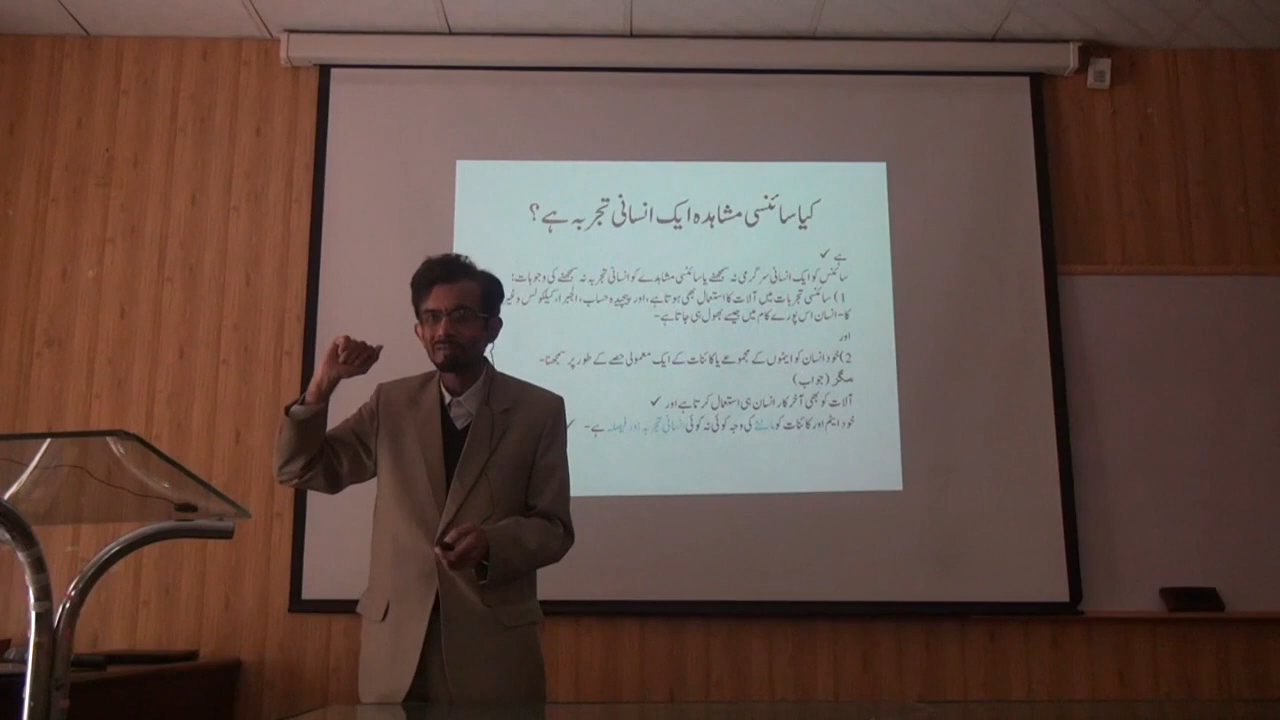 کیا سائنسی مشاہدہ ایک انسانی تجربہ ہے؟
ہے ✓
سائنس کو ایک انسانی سرگرمی نہ سمجھنے یا سائنسی مشاہدے کو انسانی تجربہ نہ سمجھنے کی وجوہات:
1) سائنسی تجربات میں آلات کا استعمال بھی ہوتا ہے، اور پیچیدہ حساب، الجبرا، کیلکولس وغیر
کا- انسان اس پورے کام میں جیسے بھول ہی جاتا ہے-
اور
2) خود انسان کو ایٹموں کے مجموعے یا کائنات کے ایک معمولی حصے کے طور پر سمجھنا-
مگر (جواب)
آلات کو بھی آخر کار انسان ہی استعمال کرتا ہے اور ✓
خود ایٹم اور کائنات کو ماننے کی وجہ کوئی نہ کوئی انسانی تجربہ اور فیصلہ ہے- ✓